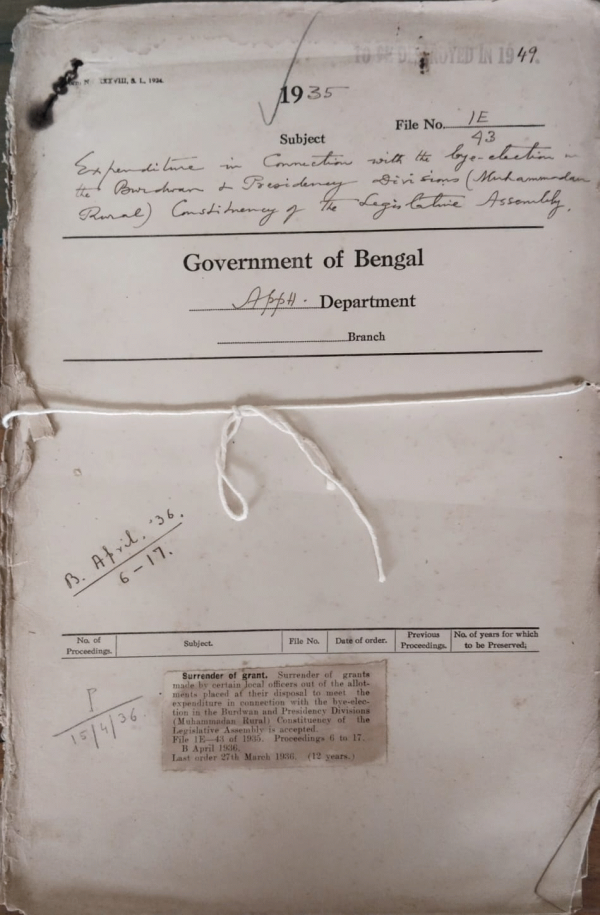 TO BE DESTROYED IN 1949.
LXXVIII, S. L., 1934.
1935
File No. 1E
43
Subject
Expenditure in Connection with the bye-election in
the Burdwan & Presidency Divisions (Muhammadan
Rural) Constituency of the Legislative Assembly.
Government of Bengal
Appt. Department
Branch
B. April. '36.
6-17.
No. of Proceedings.
Subject.
File No.
Date of order.
Previous Proceedings.
No. of years for which to be Preserved.
P
15/4/36
Surrender of grant. Surrender of grants
made by certain local officers out of the allot-
ments placed at their disposal to meet the
expenditure in connection with the bye-elec-
tion in the Burdwan and Presidency Divisions
(Muhammadan Rural) Constituency of the
Legislative Assembly is accepted.
File 1E-43 of 1935. Proceedings 6 to 17.
B April 1936.
Last order 27th March 1936. (12 years.)